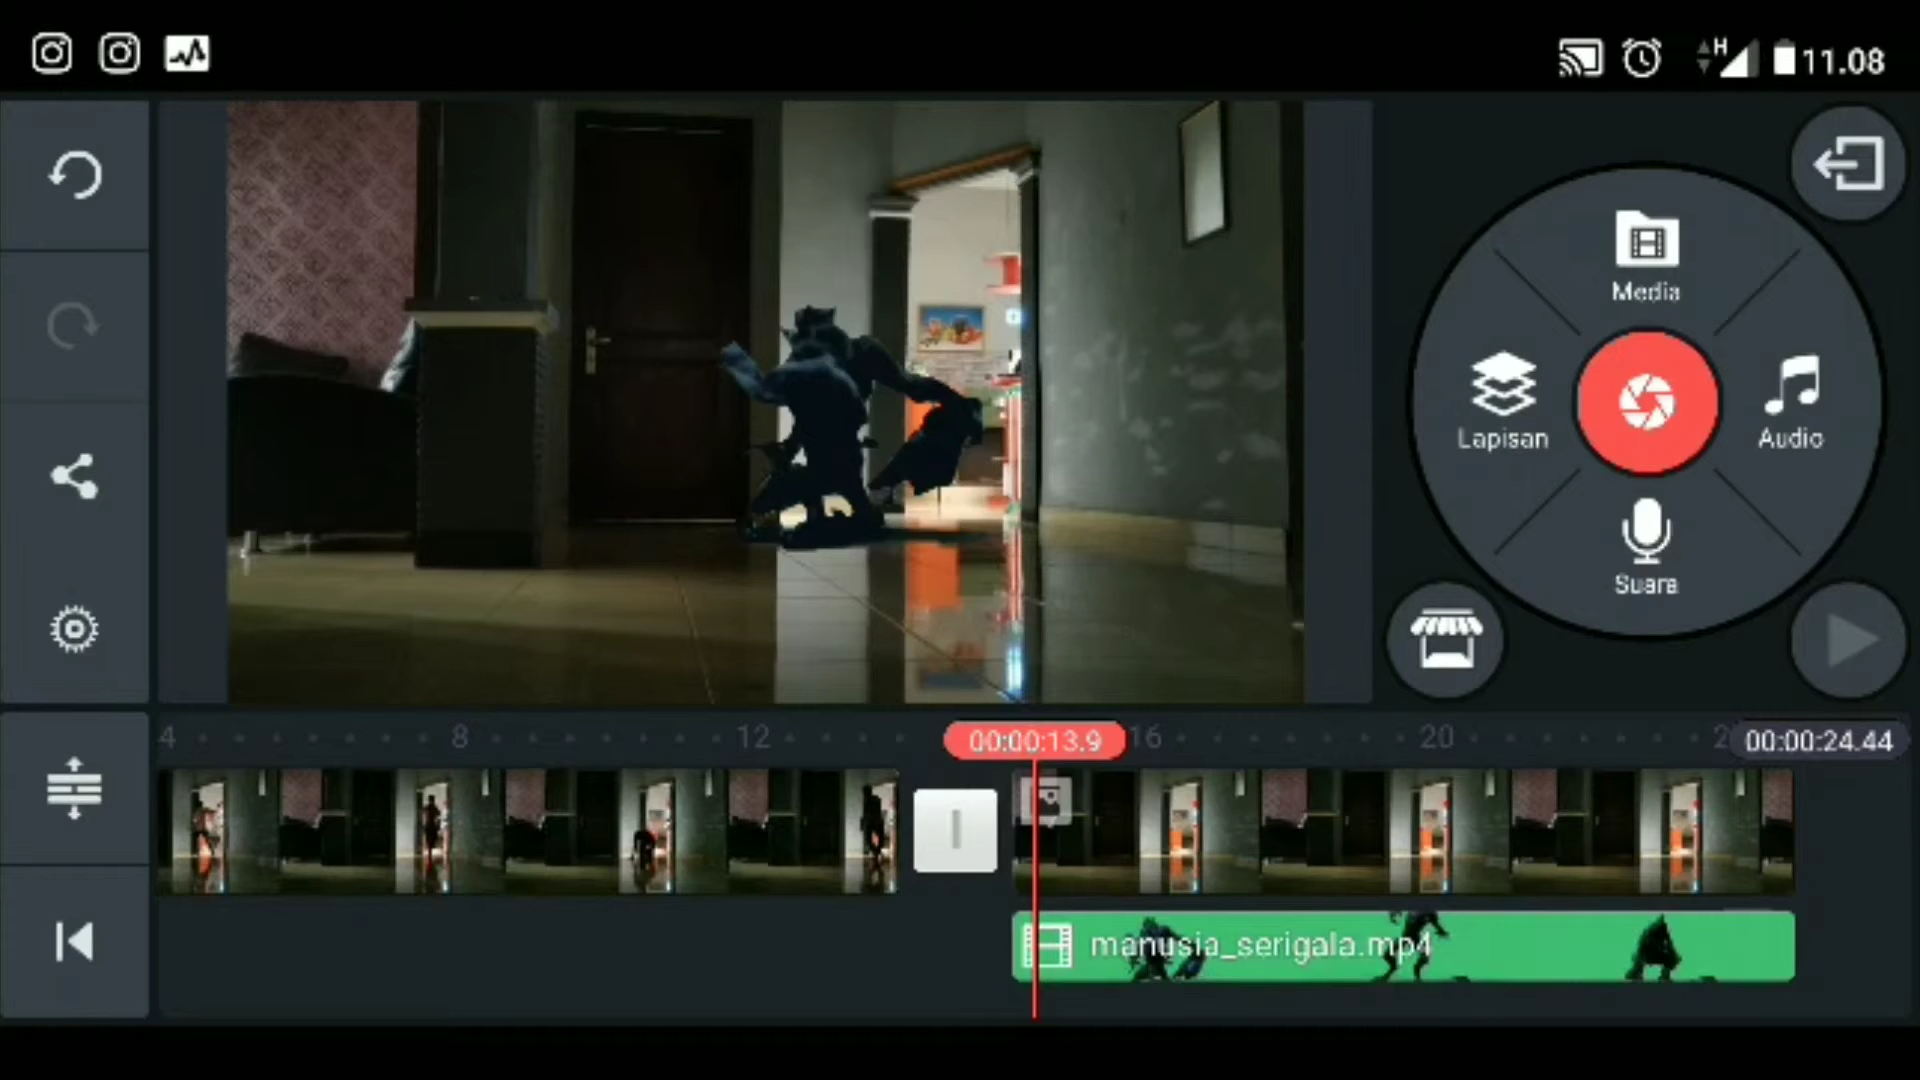 H
11.08
Media
Lapisan
Audio
Suara
4
8
12
00:00:13.9
16
20
00:00:24.44
manusia_serigala.mp4